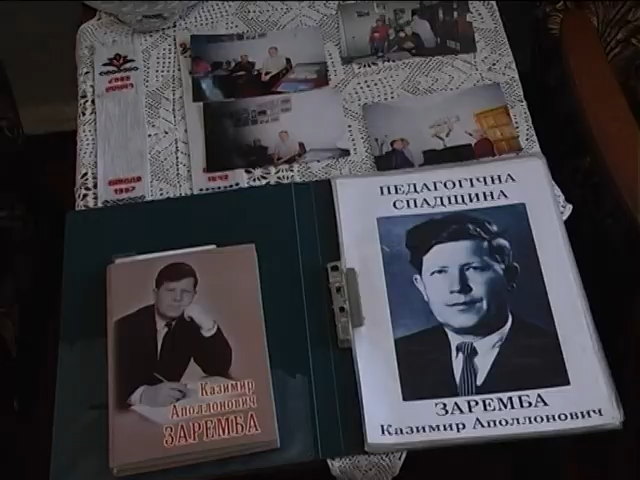 ПЕДАГОГІЧНА
СПАДЩИНА
ЗАРЕМБА
Казимир Аполлонович
Казимир
Аполлонович
ЗАРЕМБА